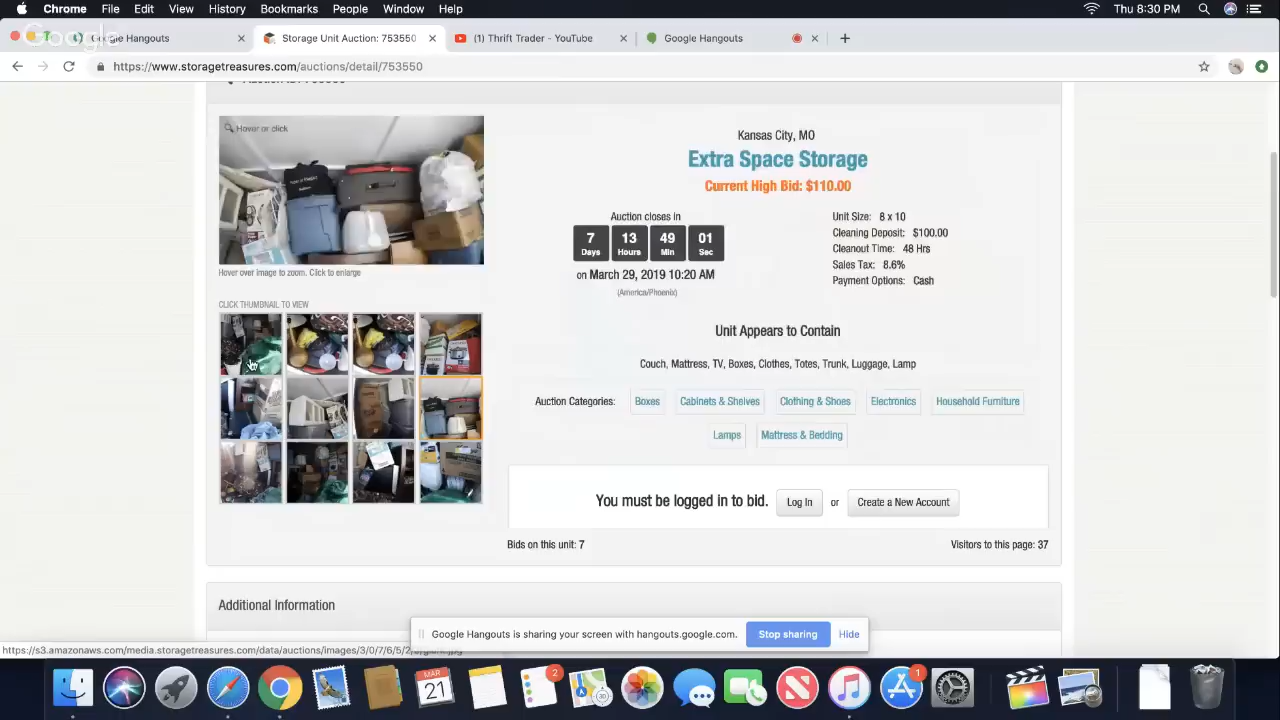 Chrome File Edit View History Bookmarks People Window Help Thu 8:30 PM
Google Hangouts Storage Unit Auction: 753550 (1) Thrift Trader - YouTube Google Hangouts
https://www.storagetreasures.com/auctions/detail/753550
Hover or click
Kansas City, MO
Extra Space Storage
Current High Bid: $110.00
Auction closes in
7 13 49 01
Days Hours Min Sec
on March 29, 2019 10:20 AM
(America/Phoenix)
Unit Size: 8 x 10
Cleaning Deposit: $100.00
Cleanout Time: 48 Hrs
Sales Tax: 8.6%
Payment Options: Cash
Hover over image to zoom. Click to enlarge
CLICK THUMBNAIL TO VIEW
Unit Appears to Contain
Couch, Mattress, TV, Boxes, Clothes, Totes, Trunk, Luggage, Lamp
Auction Categories: Boxes Cabinets & Shelves Clothing & Shoes Electronics Household Furniture
Lamps Mattress & Bedding
You must be logged in to bid. Log In or Create a New Account
Bids on this unit: 7 Visitors to this page: 37
Additional Information
Google Hangouts is sharing your screen with hangouts.google.com. Stop sharing Hide
MAR
21
2
1